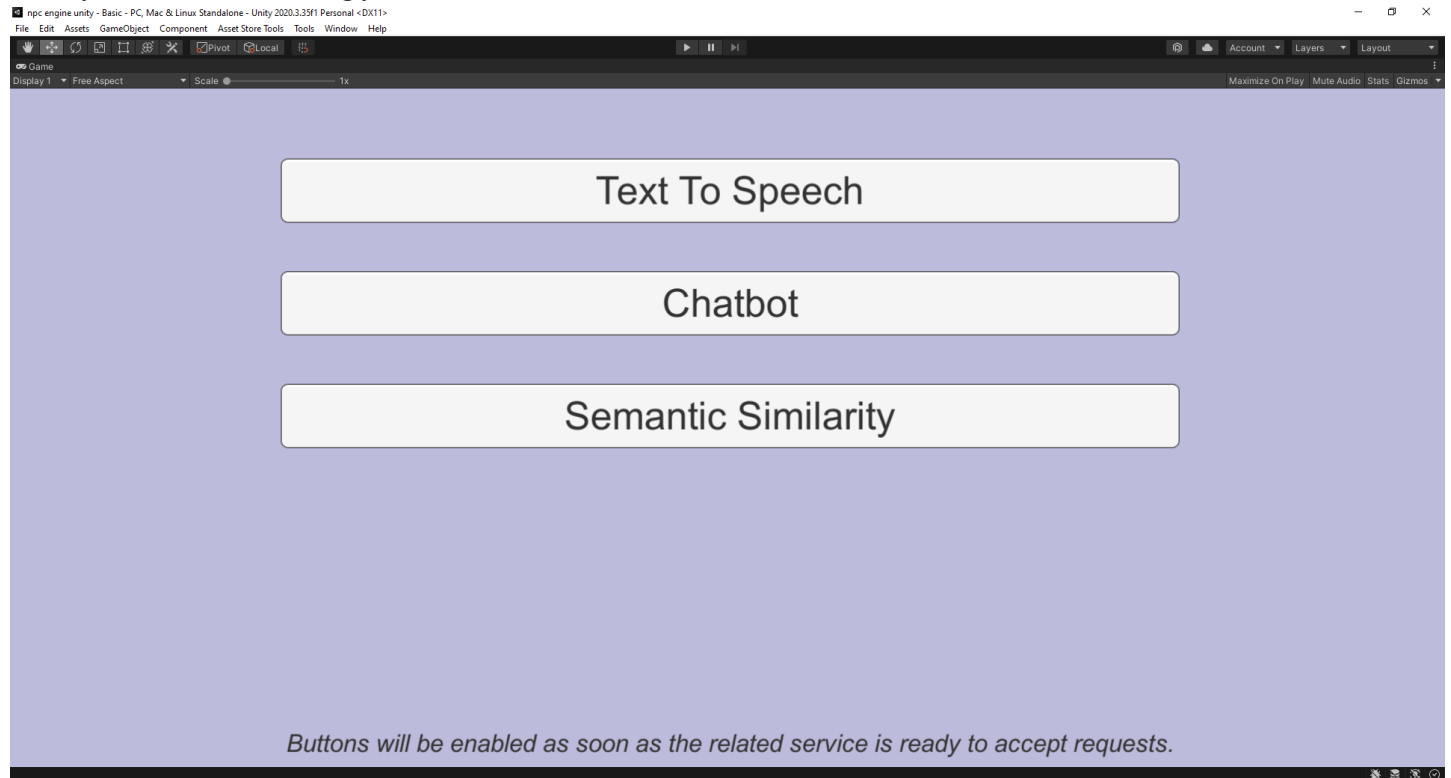 npc engine unity - Basic - PC, Mac & Linux Standalone - Unity 2020.3.35f1 Personal <DX11>
File Edit Assets GameObject Component Asset Store Tools Tools Window Help
Pivot Local Account Layers Layout
Game
Display 1 Free Aspect Scale 1x Maximize On Play Mute Audio Stats Gizmos
Text To Speech
Chatbot
Semantic Similarity
Buttons will be enabled as soon as the related service is ready to accept requests.